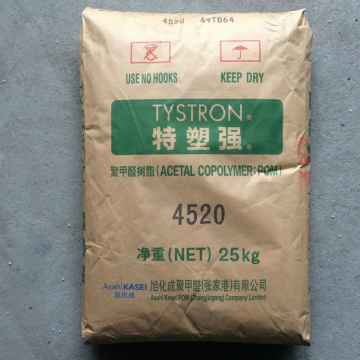 4520 69TB64
USE NO HOOKS KEEP DRY
TYSTRON®
特塑强®
聚甲醛树脂(ACETAL COPOLYMER:POM)
4520
净重(NET) 25kg
AsahiKASEI 旭化成聚甲醛(张家港)有限公司
旭化成 Asahi Kasei POM (Zhangjiagang) Company Limited